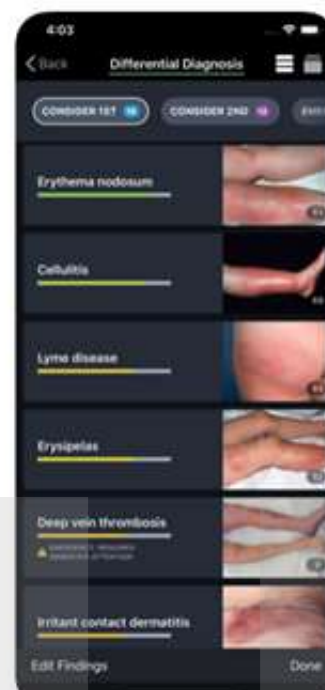 4:03
Back Differential Diagnosis
CONSIDER 1ST CONSIDER 2ND
Erythema nodosum
Cellulitis
Lyme disease
Erysipelas
Deep vein thrombosis
Irritant contact dermatitis
Edit Findings Done